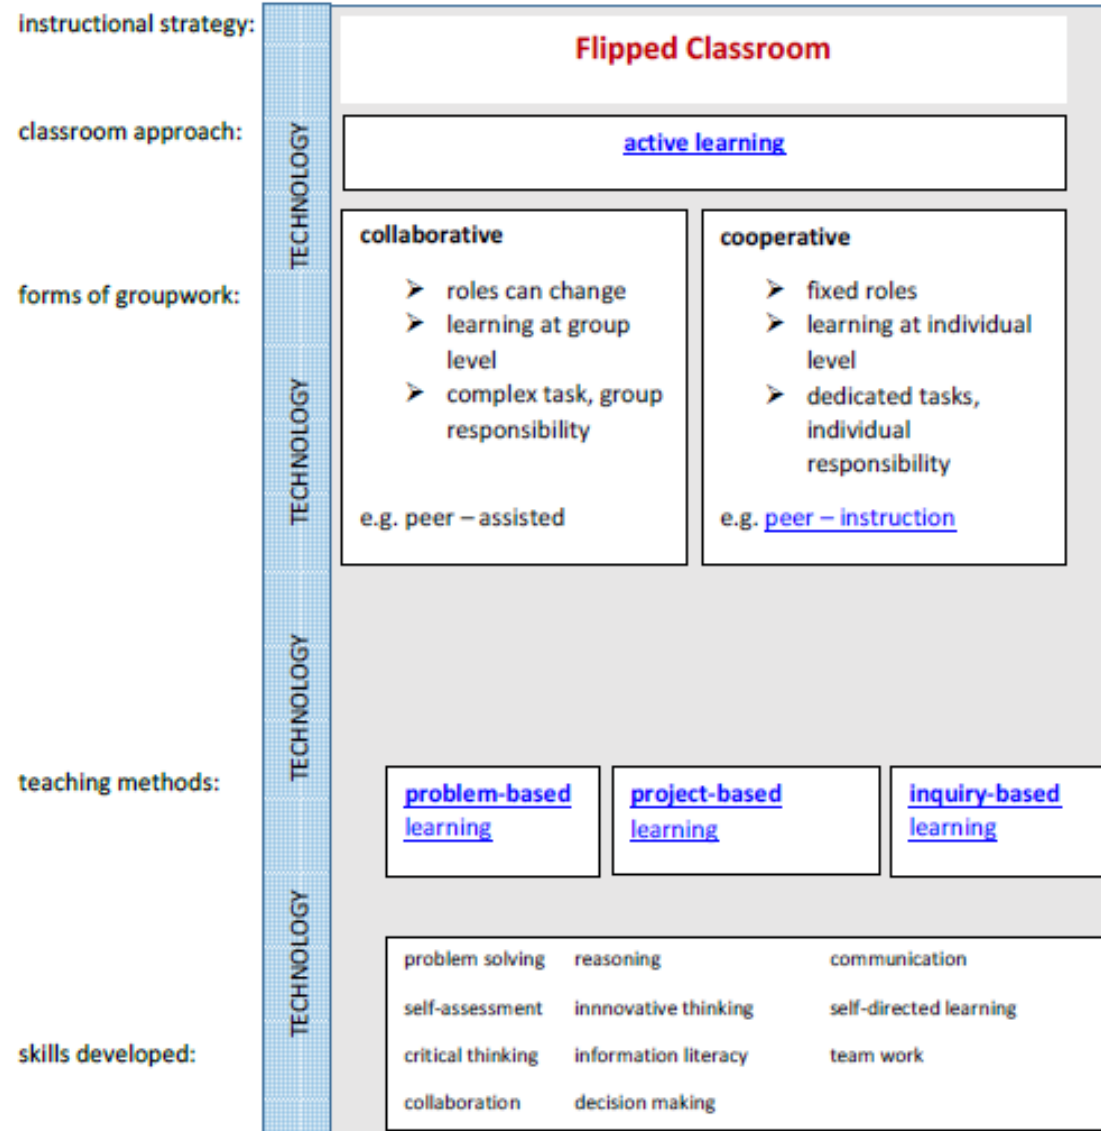 instructional strategy:
Flipped Classroom
classroom approach:
active learning
TECHNOLOGY
forms of groupwork:
collaborative
➢ roles can change
➢ learning at group
level
➢ complex task, group
responsibility
e.g. peer – assisted
cooperative
➢ fixed roles
➢ learning at individual
level
➢ dedicated tasks,
individual
responsibility
e.g. peer – instruction
TECHNOLOGY
TECHNOLOGY
teaching methods:
problem-based
learning
project-based
learning
inquiry-based
learning
TECHNOLOGY
skills developed:
problem solving reasoning communication
self-assessment innnovative thinking self-directed learning
critical thinking information literacy team work
collaboration decision making